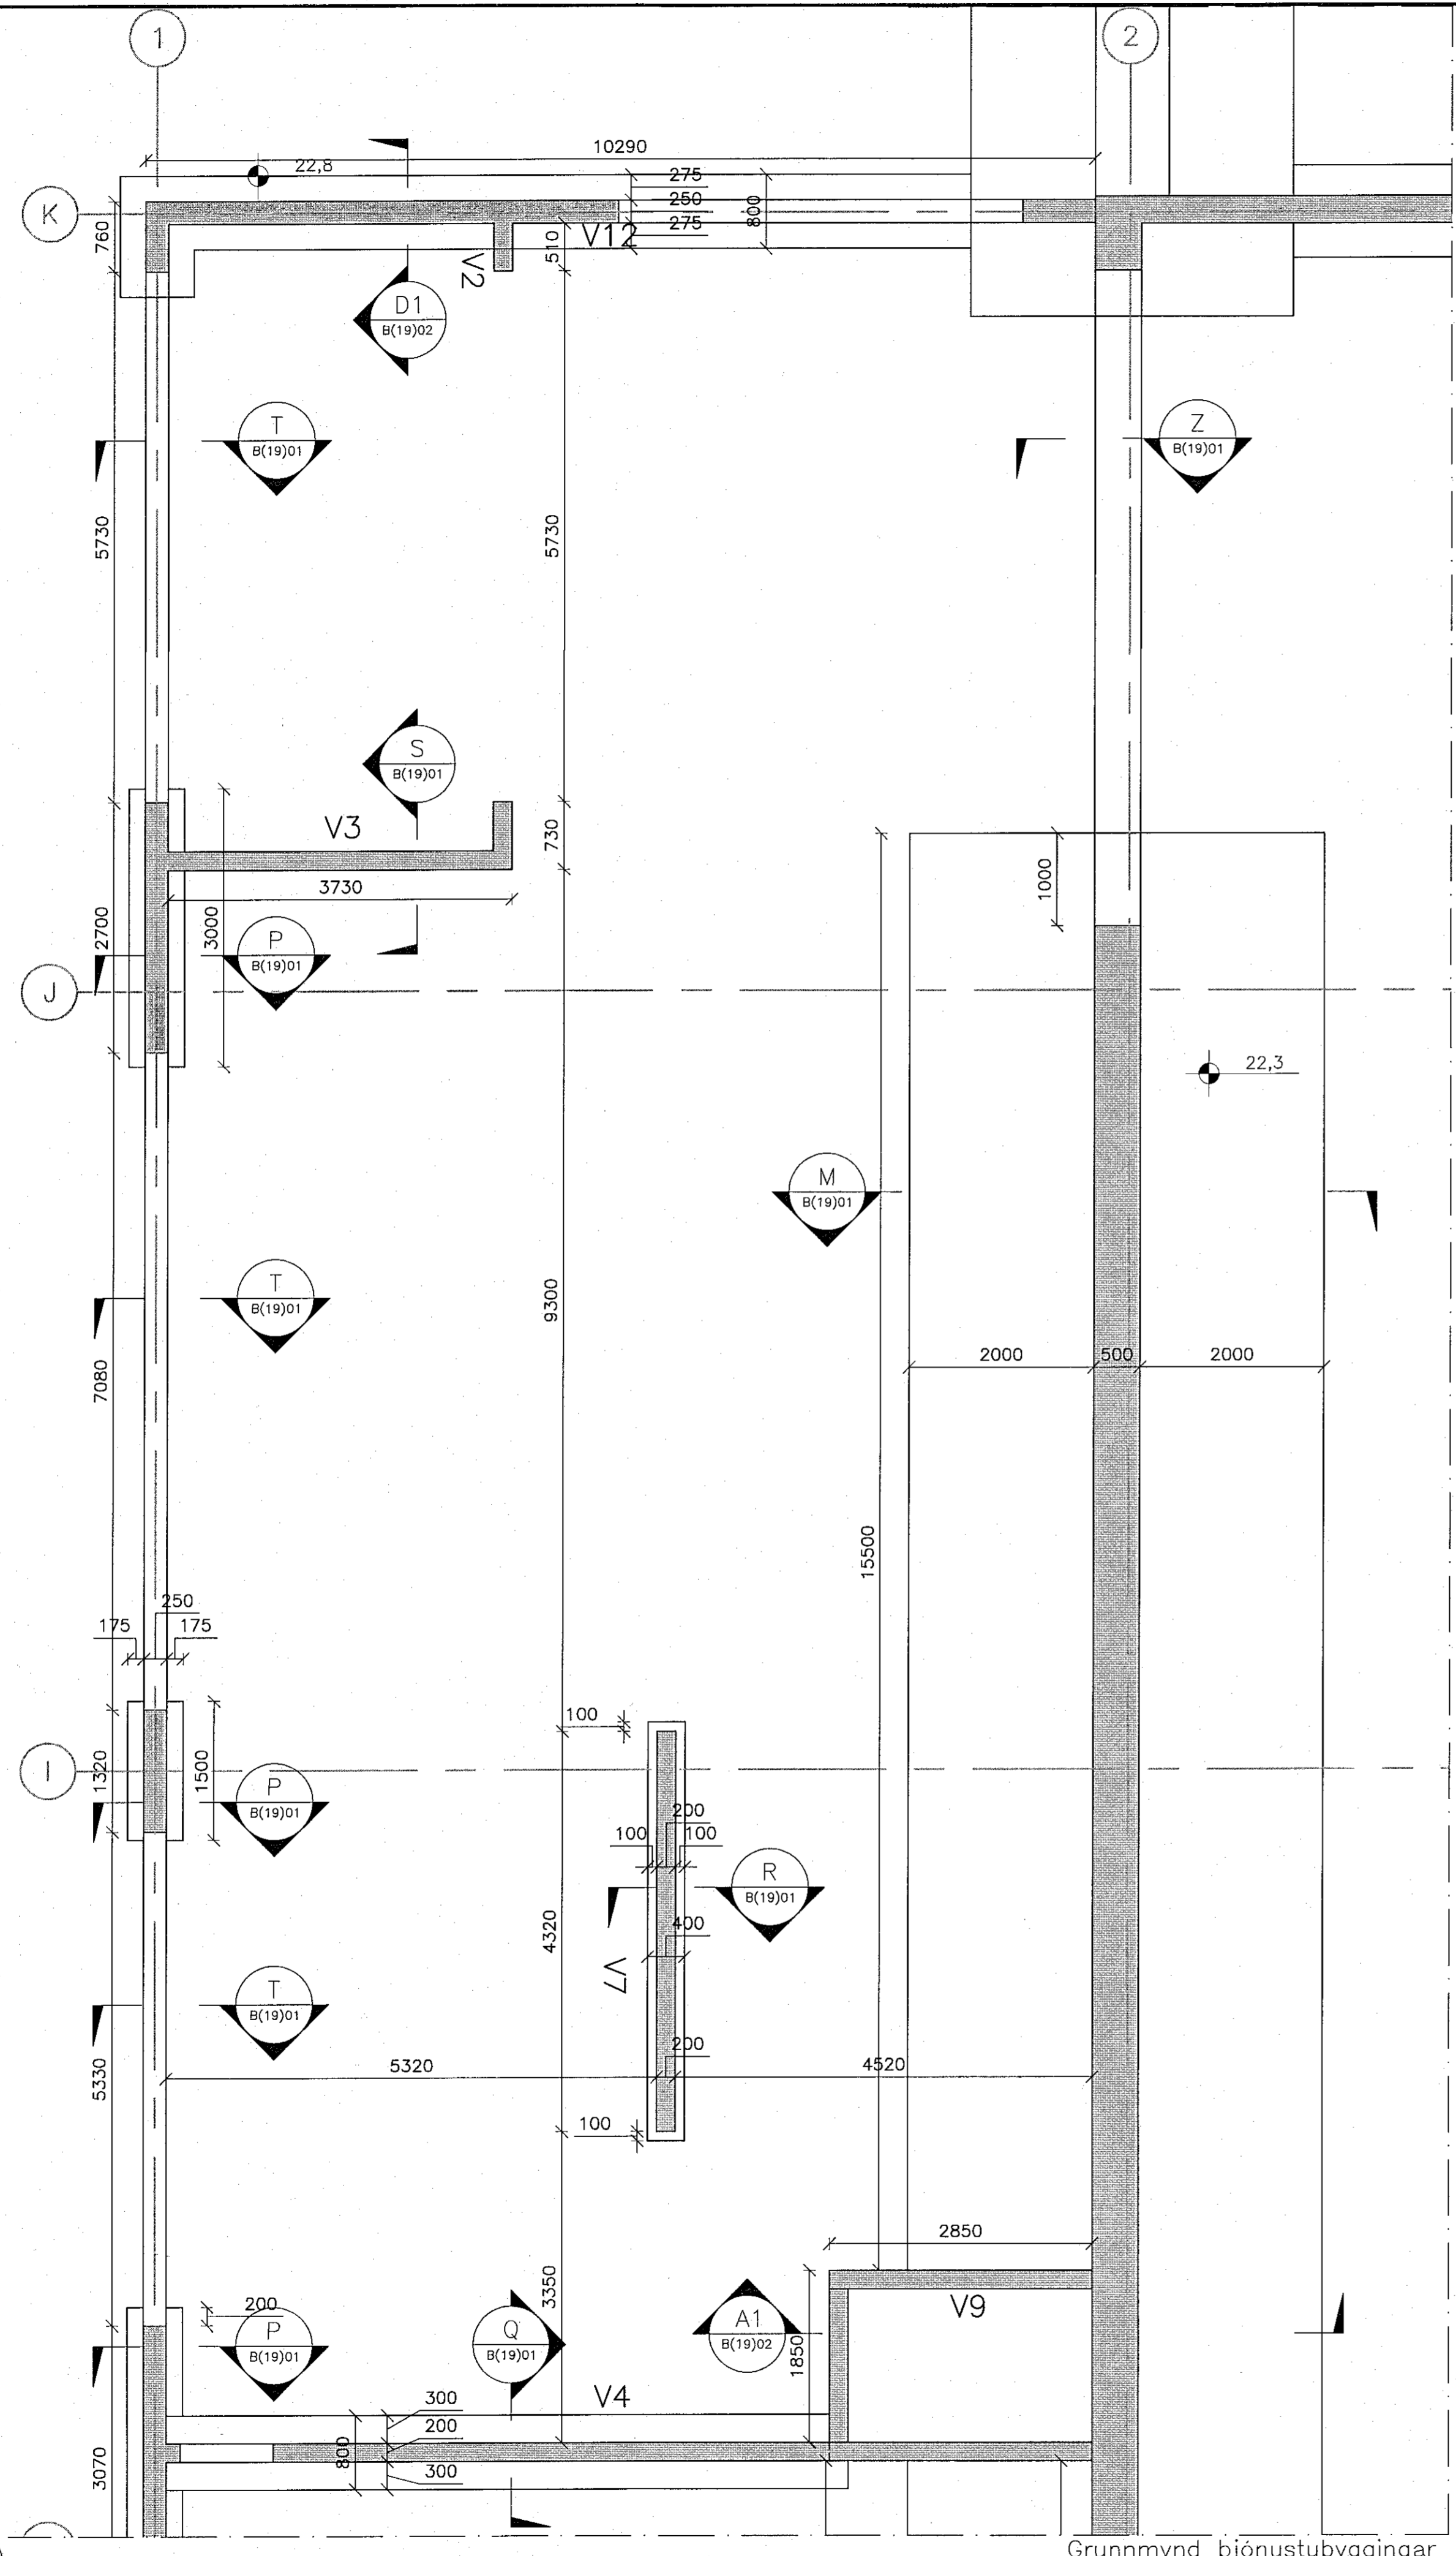 1
2
10290
22,8
275
250
275
800
K
760
510
V12
V2
D1
B(19)02
T
B(19)01
Z
B(19)01
5730
5730
S
B(19)01
V3
730
3730
1000
2700
3000
P
B(19)01
J
22,3
M
B(19)01
T
B(19)01
9300
7080
2000
500
2000
15500
250
175
175
100
I
1320
1500
P
B(19)01
200
100
100
R
B(19)01
400
4320
V7
T
B(19)01
200
5330
5320
4520
100
2850
3350
200
P
B(19)01
Q
B(19)01
A1
B(19)02
1850
V9
V4
300
200
300
800
3070
Grunnmynd þjónustubyggingar